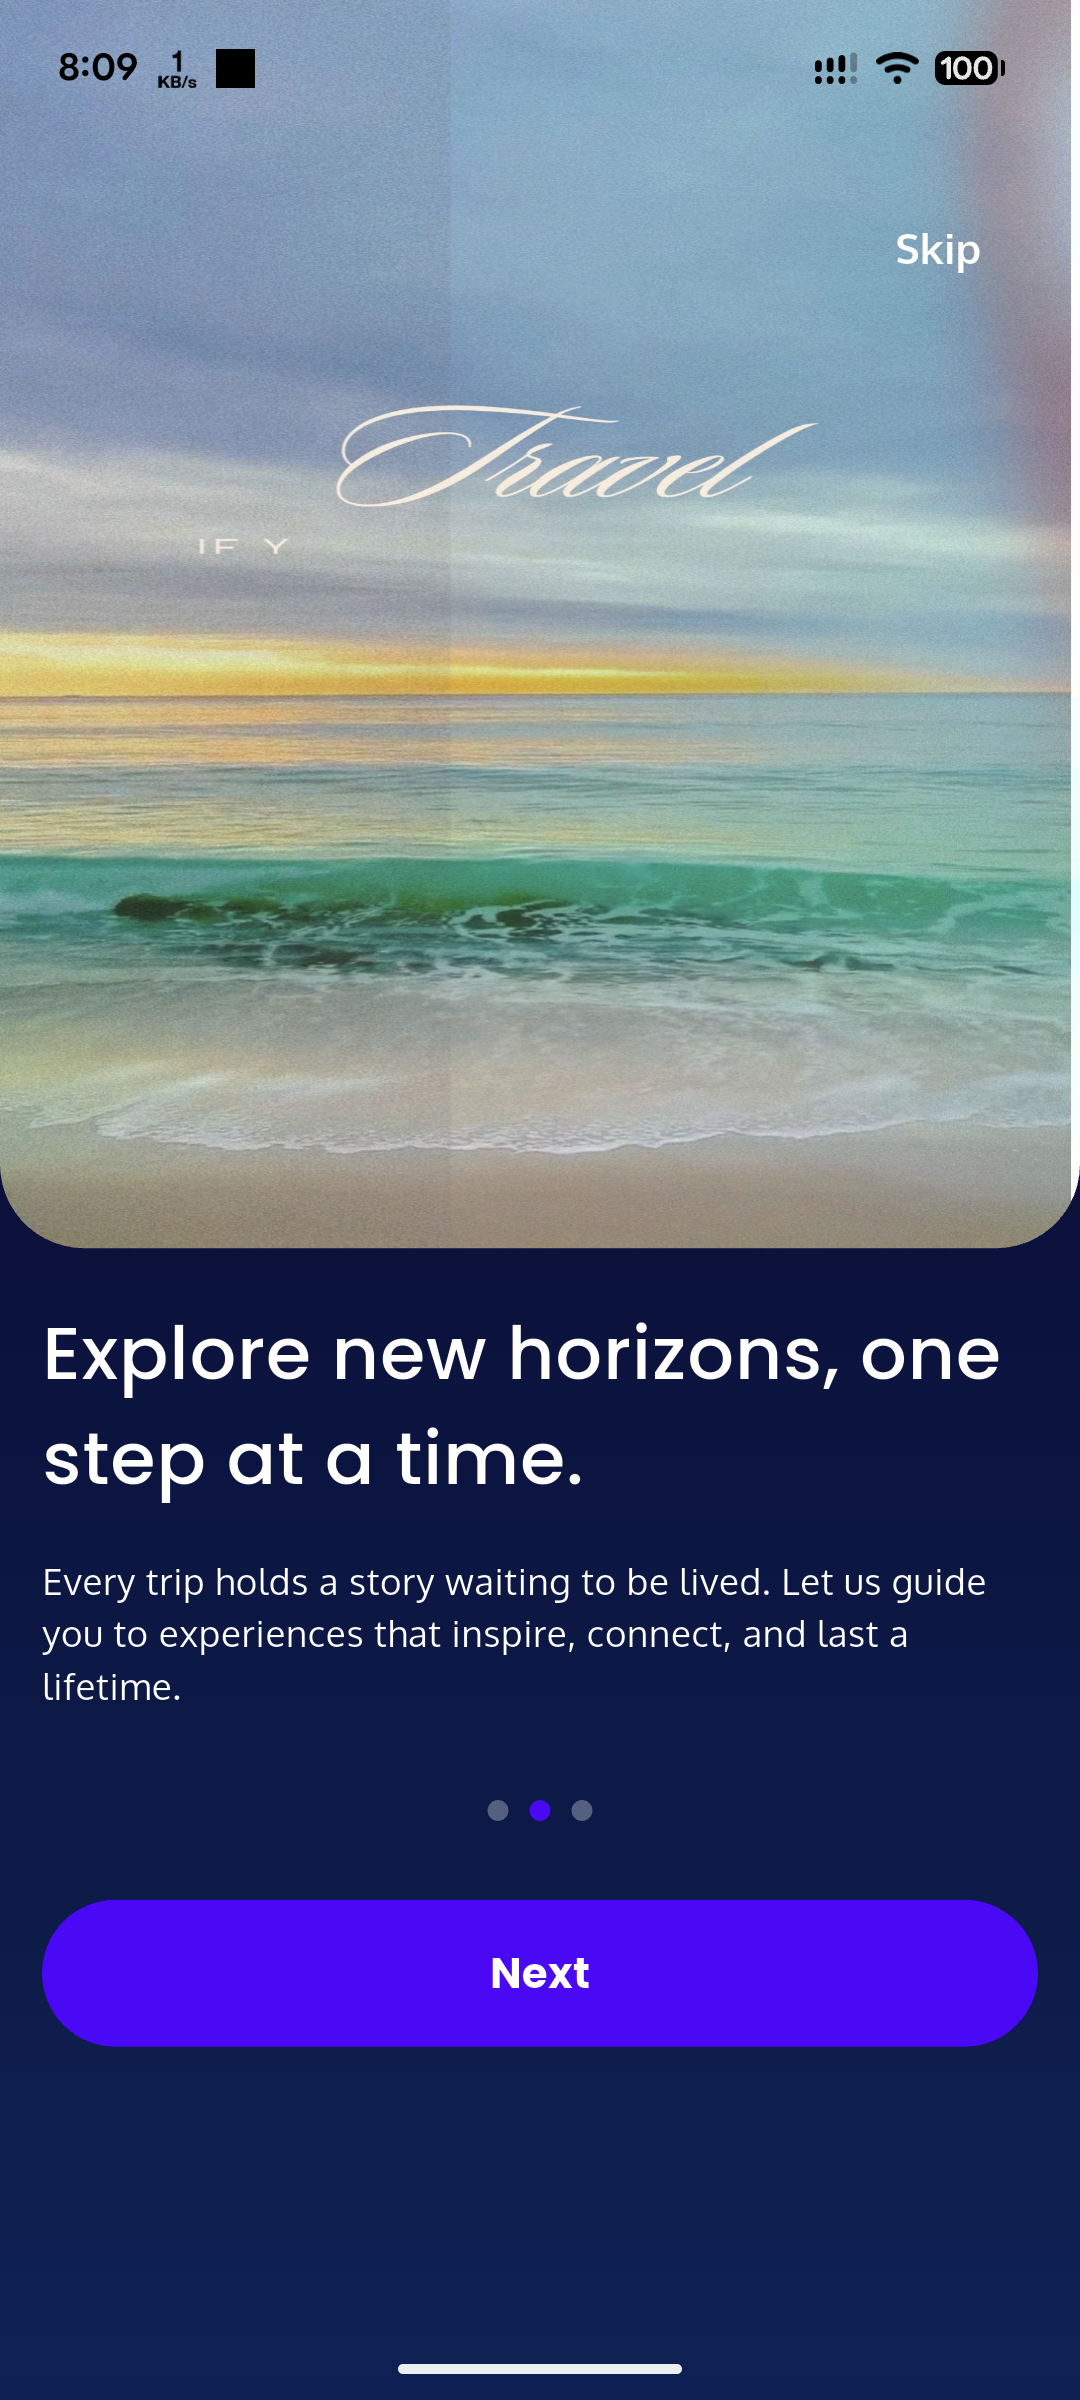 8:09
1
KB/s
100
Skip
Travel
IF Y
Explore new horizons, one
step at a time.
Every trip holds a story waiting to be lived. Let us guide
you to experiences that inspire, connect, and last a
lifetime.
Next